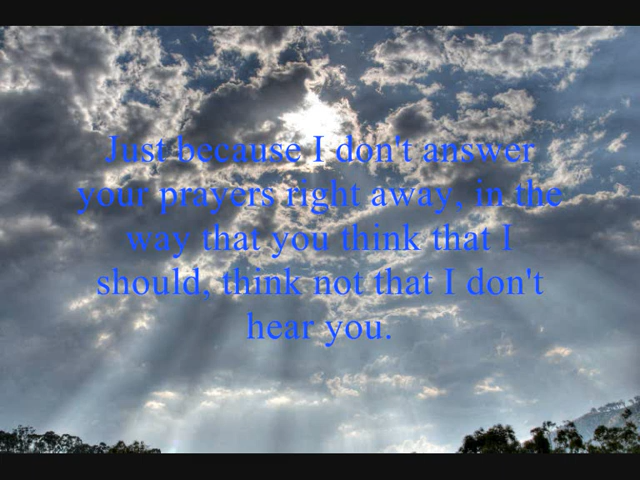 Just because I don't answer
your prayers right away, in the
way that you think that I
should, think not that I don't
hear you.